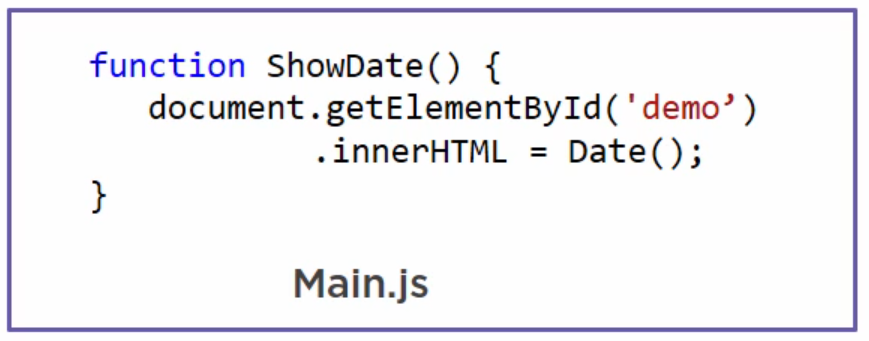 function ShowDate() {
document.getElementById('demo’)
.innerHTML = Date();
}
Main.js